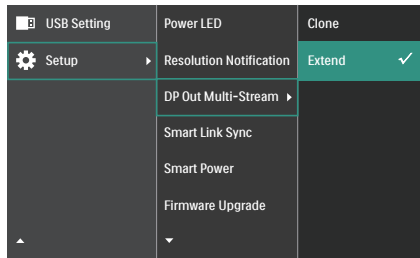 USB Setting
Setup
Power LED
Resolution Notification
DP Out Multi-Stream
Smart Link Sync
Smart Power
Firmware Upgrade
Clone
Extend